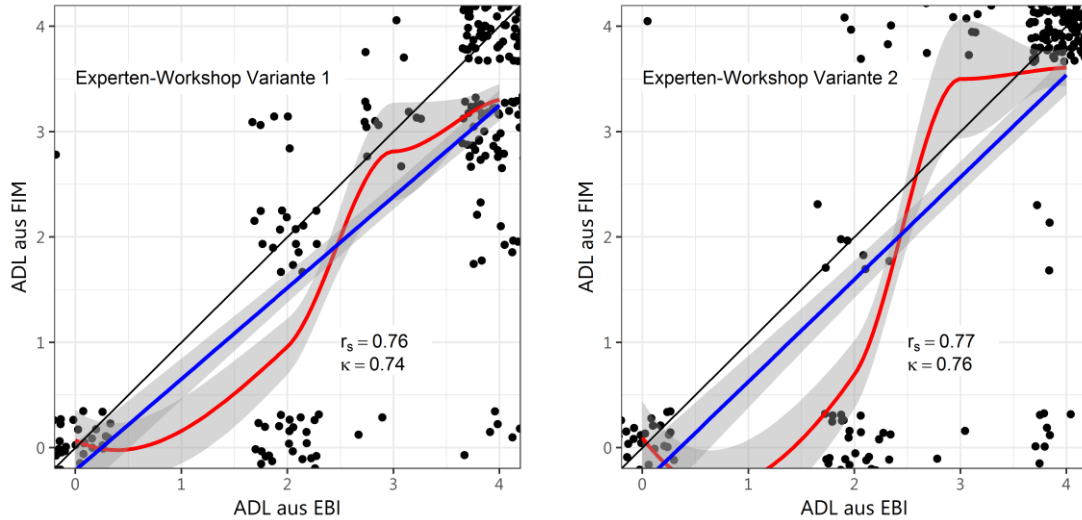 4
3
2
1
0
ADL aus FIM
Experten-Workshop Variante 1
rs = 0.76
κ = 0.74
0 1 2 3 4
ADL aus EBI
4
3
2
1
0
ADL aus FIM
Experten-Workshop Variante 2
rs = 0.77
κ = 0.76
0 1 2 3 4
ADL aus EBI